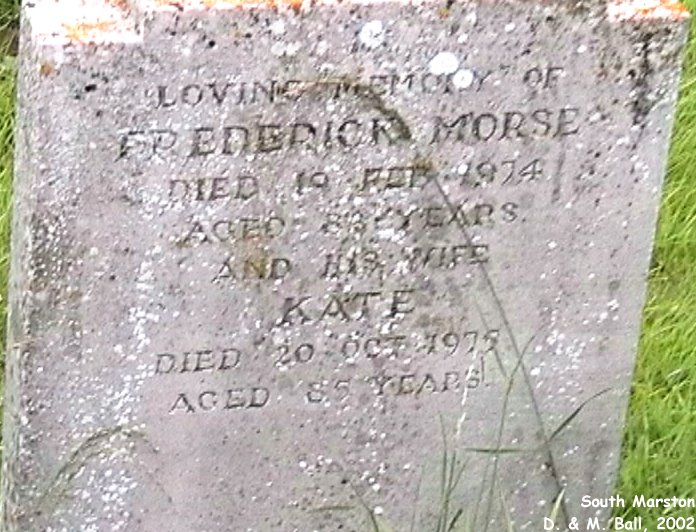 LOVING MEMORY OF
FREDERICK MORSE
DIED 19 FEB 1974
AGED YEARS
AND HIS WIFE
KATE
DIED 20 OCT
AGED 85 YEARS
South Marston
D. & M. Ball, 2002